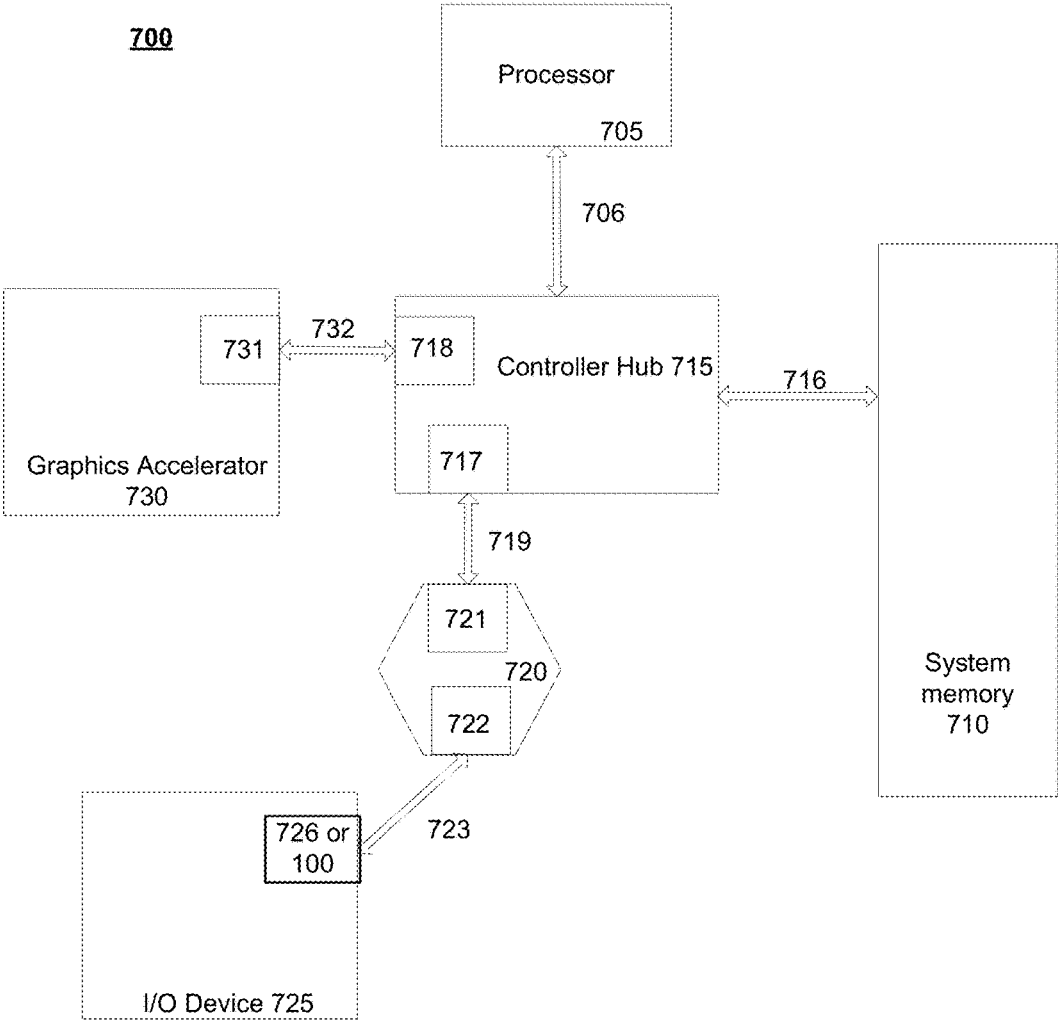 700
Processor
705
706
732
731
718
Controller Hub 715
716
717
Graphics Accelerator
730
719
721
720
722
System
memory
710
723
726 or
100
I/O Device 725